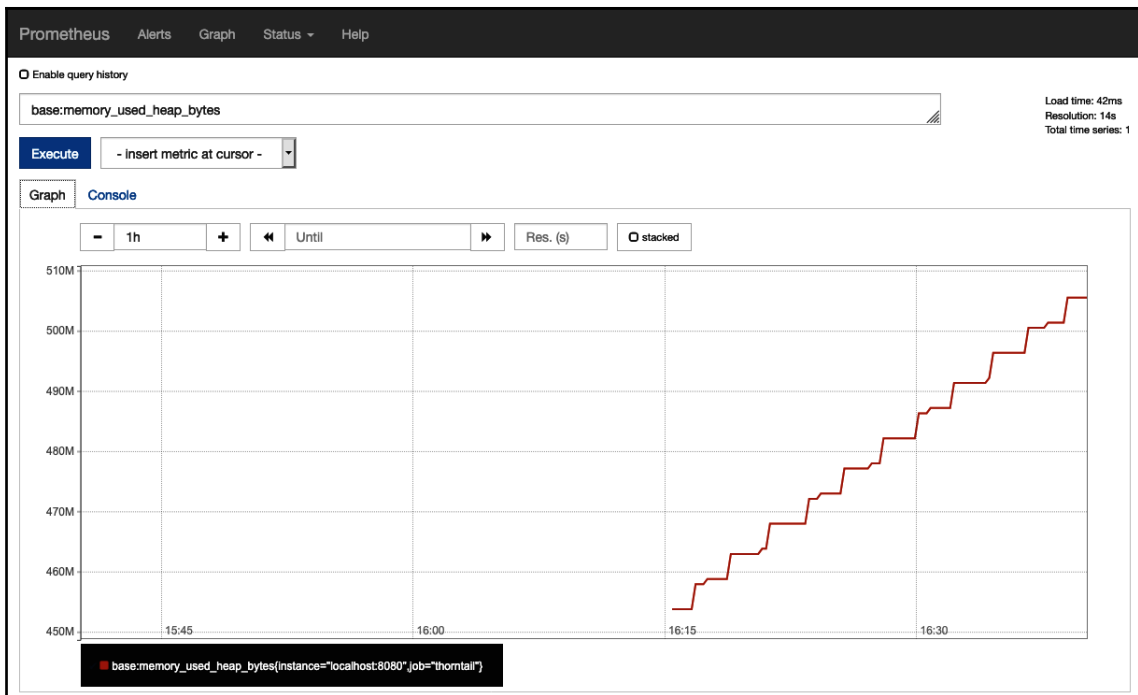 Prometheus Alerts Graph Status Help
Enable query history
base:memory_used_heap_bytes
Load time: 42ms
Resolution: 14s
Total time series: 1
Execute - insert metric at cursor -
Graph Console
- 1h + Until Res. (s) stacked
510M
500M
490M
480M
470M
460M
450M
15:45 16:00 16:15 16:30
base:memory_used_heap_bytes{instance="localhost:8080",job="thorntail"}